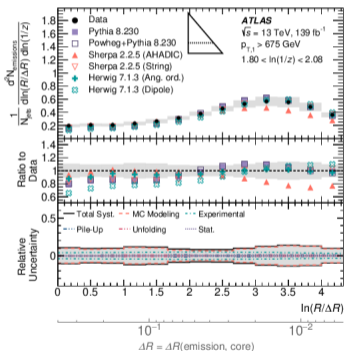 1.8
1.6
1.4
1.2
1
0.8
0.6
0.4
0.2
1/N_jets d²N_emissions / dln(R/ΔR) dln(1/z)
Data
Pythia 8.230
Powheg+Pythia 8.230
Sherpa 2.2.5 (AHADIC)
Sherpa 2.2.5 (String)
Herwig 7.1.3 (Ang. ord.)
Herwig 7.1.3 (Dipole)
ATLAS
√s = 13 TeV, 139 fb⁻¹
p_T,1 > 675 GeV
1.80 < ln(1/z) < 2.08
Ratio to
Data
1.4
1.2
1.0
0.8
0.6
Relative
Uncertainty
0.5
0
Total Syst. MC Modeling Experimental
Pile-Up Unfolding Stat.
0 0.5 1 1.5 2 2.5 3 3.5 4
ln(R/ΔR)
10⁻¹ 10⁻²
ΔR = ΔR(emission, core)